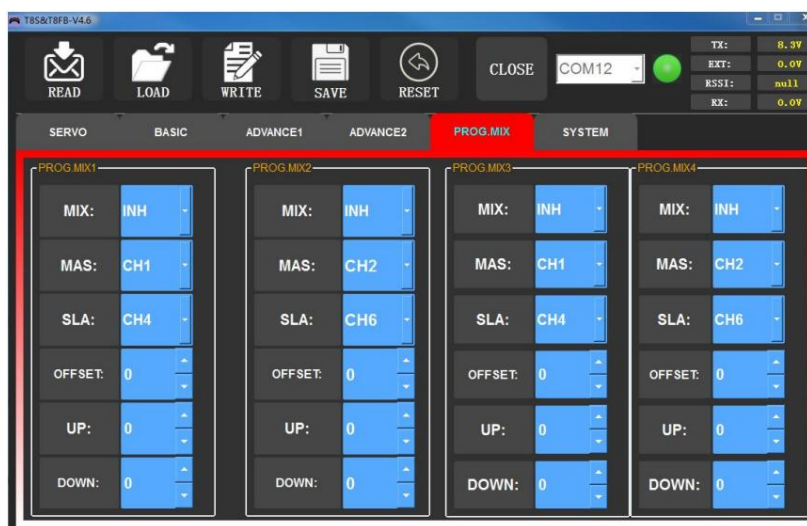 T8S&T8FB-V4.6
READ LOAD WRITE SAVE RESET CLOSE COM12
TX: 8.3V
EXT: 0.0V
RSSI: null
RX: 0.0V
SERVO BASIC ADVANCE1 ADVANCE2 PROG.MIX SYSTEM
PROG.MIX1 PROG.MIX2 PROG.MIX3 PROG.MIX4
MIX: INH MIX: INH MIX: INH MIX: INH
MAS: CH1 MAS: CH2 MAS: CH1 MAS: CH2
SLA: CH4 SLA: CH6 SLA: CH4 SLA: CH6
OFFSET: 0 OFFSET: 0 OFFSET: 0 OFFSET: 0
UP: 0 UP: 0 UP: 0 UP: 0
DOWN: 0 DOWN: 0 DOWN: 0 DOWN: 0